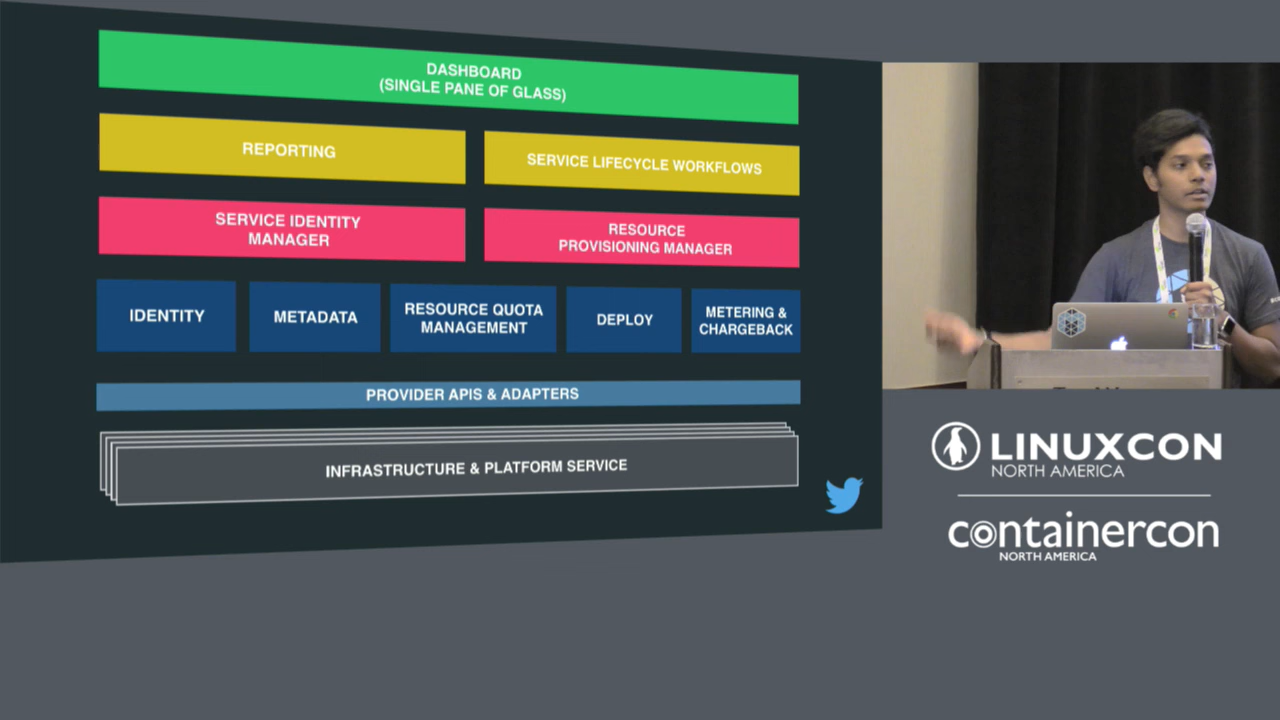 DASHBOARD
(SINGLE PANE OF GLASS)
REPORTING
SERVICE LIFECYCLE WORKFLOWS
SERVICE IDENTITY
MANAGER
RESOURCE
PROVISIONING MANAGER
IDENTITY
METADATA
RESOURCE QUOTA
MANAGEMENT
DEPLOY
METERING &
CHARGEBACK
PROVIDER APIS & ADAPTERS
INFRASTRUCTURE & PLATFORM SERVICE
LINUXCON
NORTH AMERICA
containercon
NORTH AMERICA